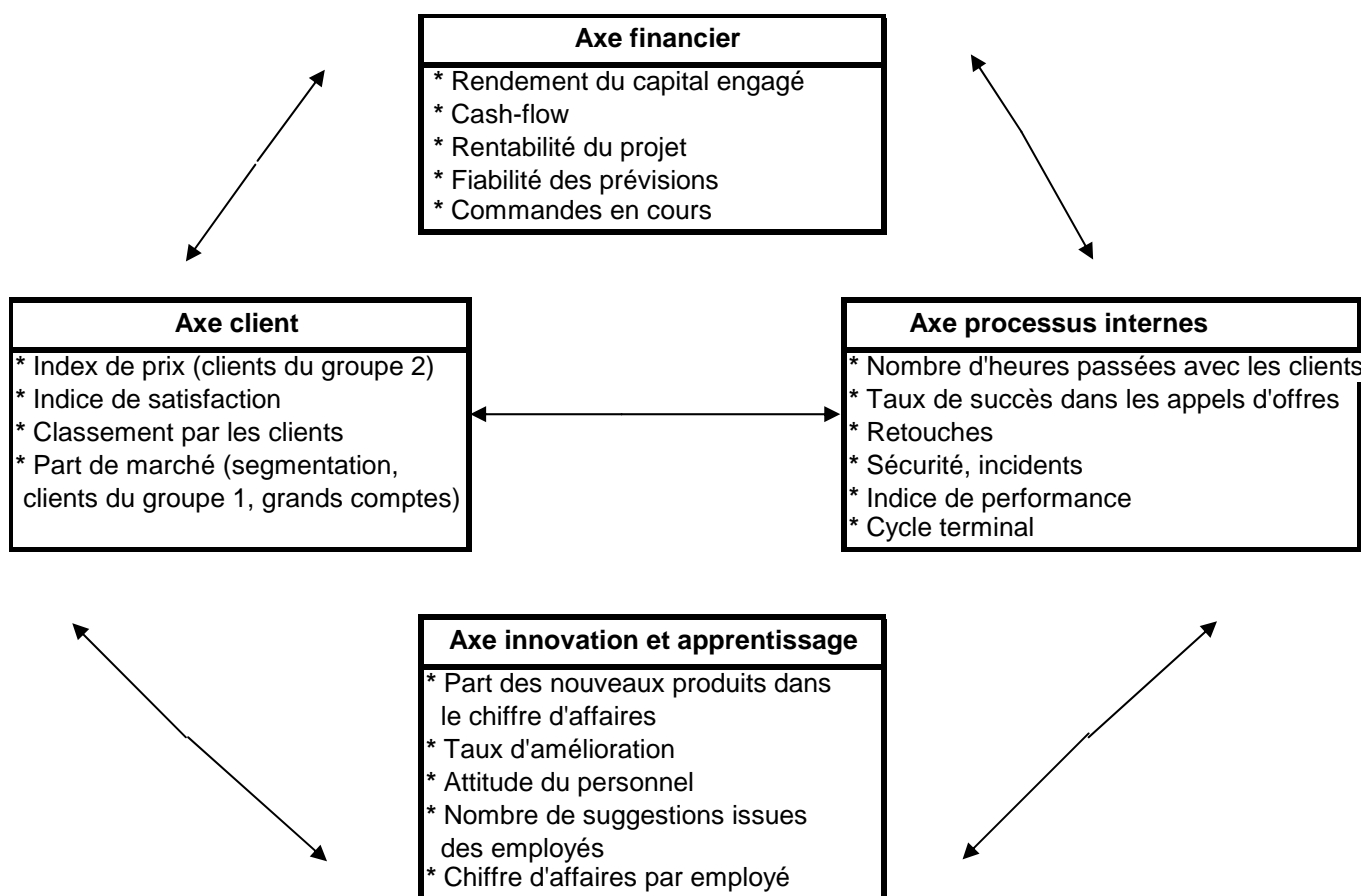 Axe financier
* Rendement du capital engagé
* Cash-flow
* Rentabilité du projet
* Fiabilité des prévisions
* Commandes en cours
Axe client
* Index de prix (clients du groupe 2)
* Indice de satisfaction
* Classement par les clients
* Part de marché (segmentation,
clients du groupe 1, grands comptes)
Axe processus internes
* Nombre d'heures passées avec les clients
* Taux de succès dans les appels d'offres
* Retouches
* Sécurité, incidents
* Indice de performance
* Cycle terminal
Axe innovation et apprentissage
* Part des nouveaux produits dans
le chiffre d'affaires
* Taux d'amélioration
* Attitude du personnel
* Nombre de suggestions issues
des employés
* Chiffre d'affaires par employé